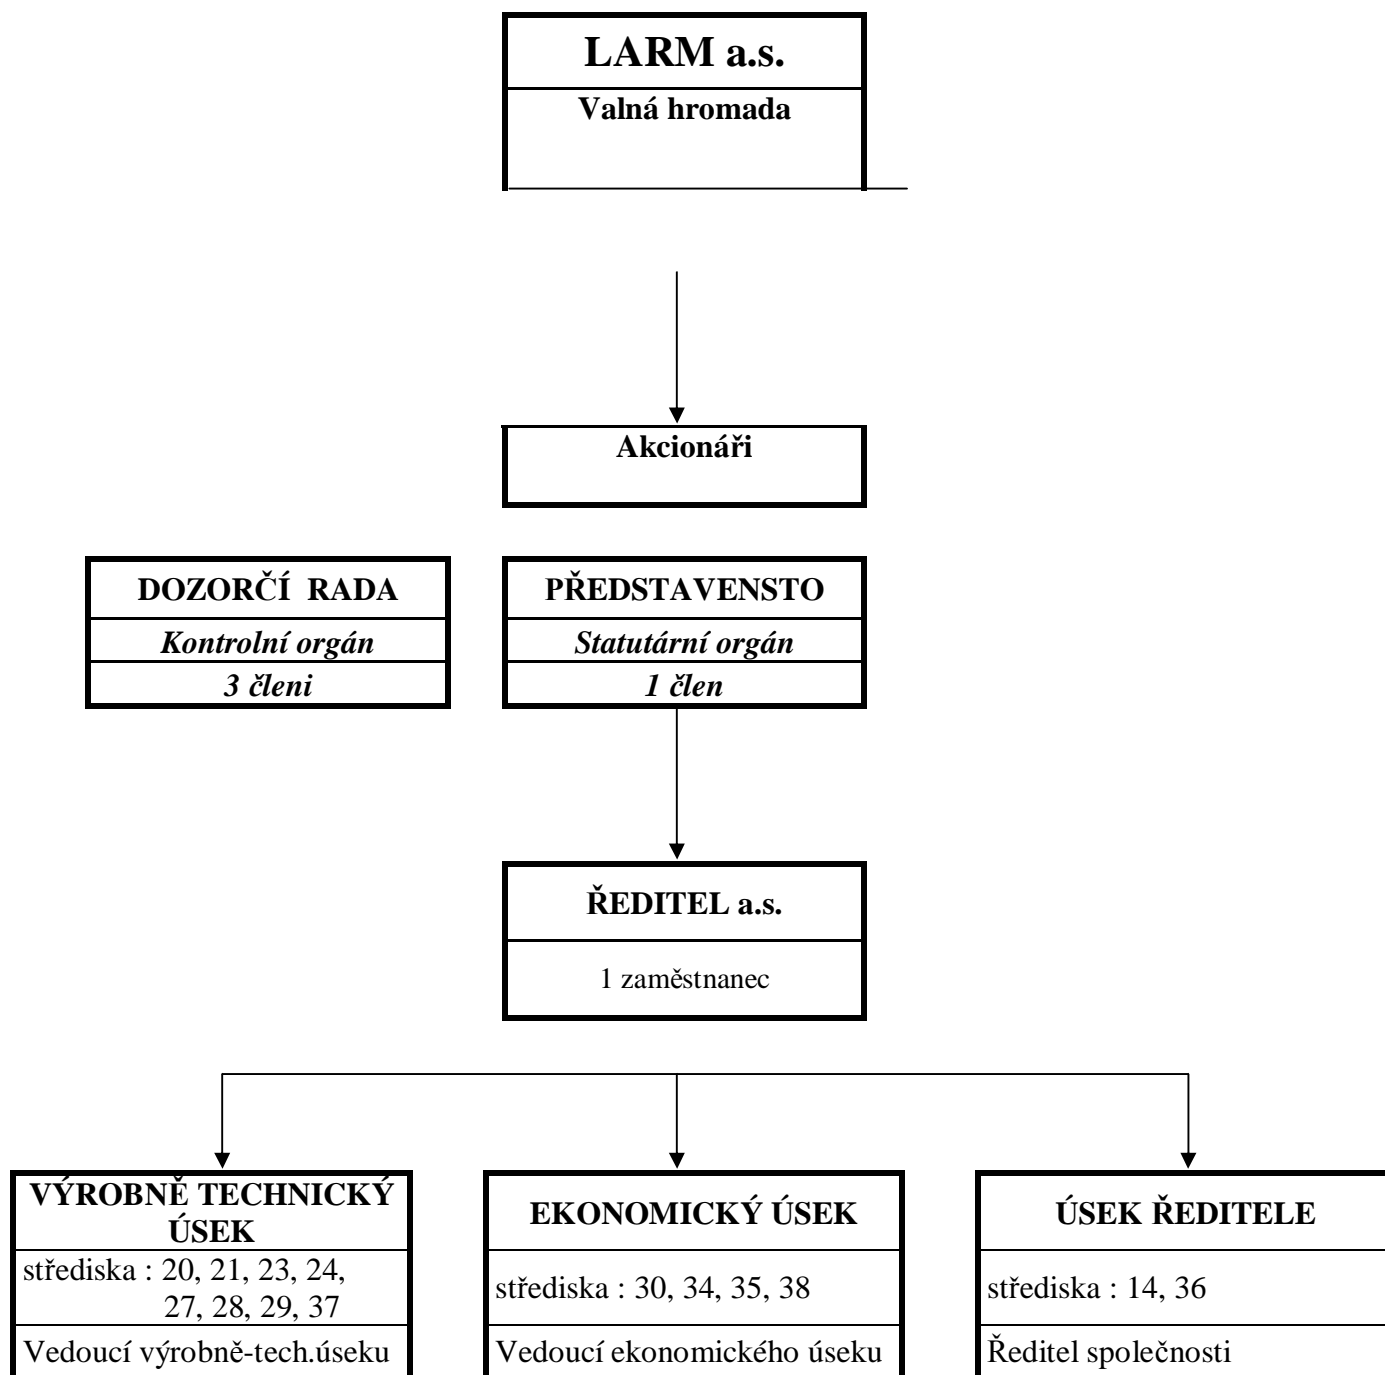 LARM a.s.
Valná hromada
Akcionáři
DOZORČÍ RADA
Kontrolní orgán
3 členi
PŘEDSTAVENSTO
Statutární orgán
1 člen
ŘEDITEL a.s.
1 zaměstnanec
VÝROBNĚ TECHNICKÝ
ÚSEK
střediska : 20, 21, 23, 24,
27, 28, 29, 37
Vedoucí výrobně-tech.úseku
EKONOMICKÝ ÚSEK
střediska : 30, 34, 35, 38
Vedoucí ekonomického úseku
ÚSEK ŘEDITELE
střediska : 14, 36
Ředitel společnosti